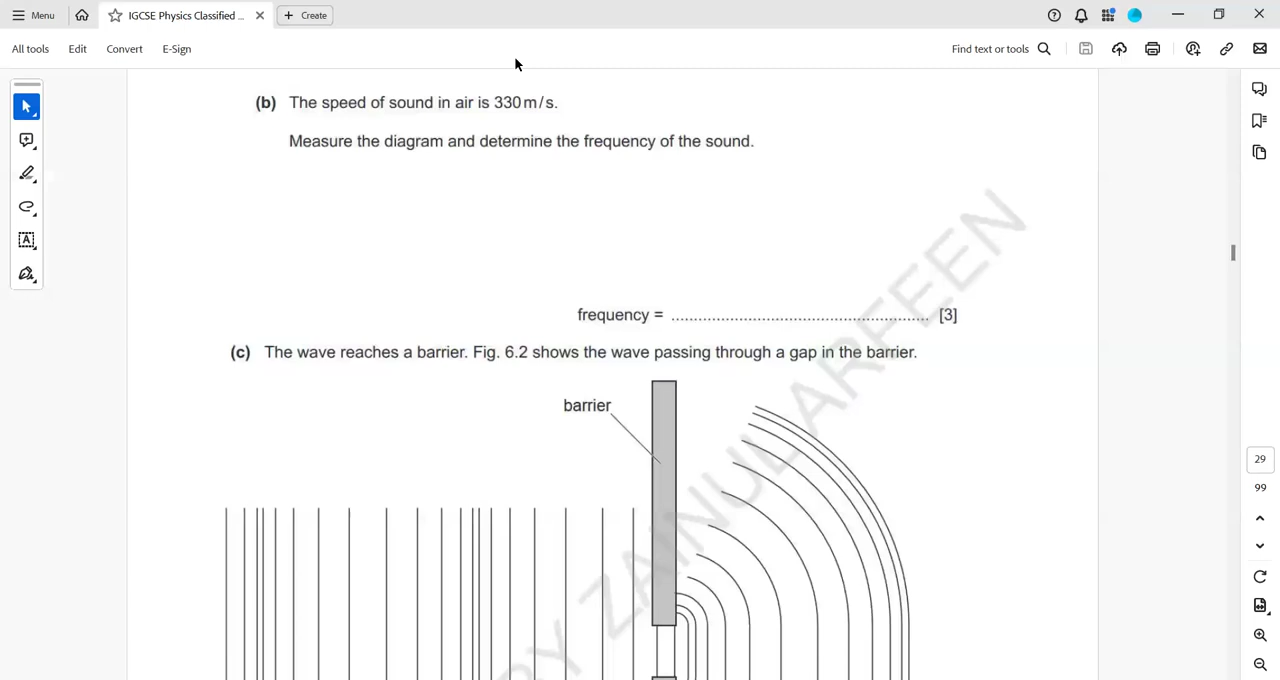 Menu
IGCSE Physics Classified ...
Create
All tools
Edit
Convert
E-Sign
Find text or tools
(b) The speed of sound in air is 330 m/s.
Measure the diagram and determine the frequency of the sound.
frequency = ................................................... [3]
(c) The wave reaches a barrier. Fig. 6.2 shows the wave passing through a gap in the barrier.
barrier
BY ZAINULARFEEN
29
99